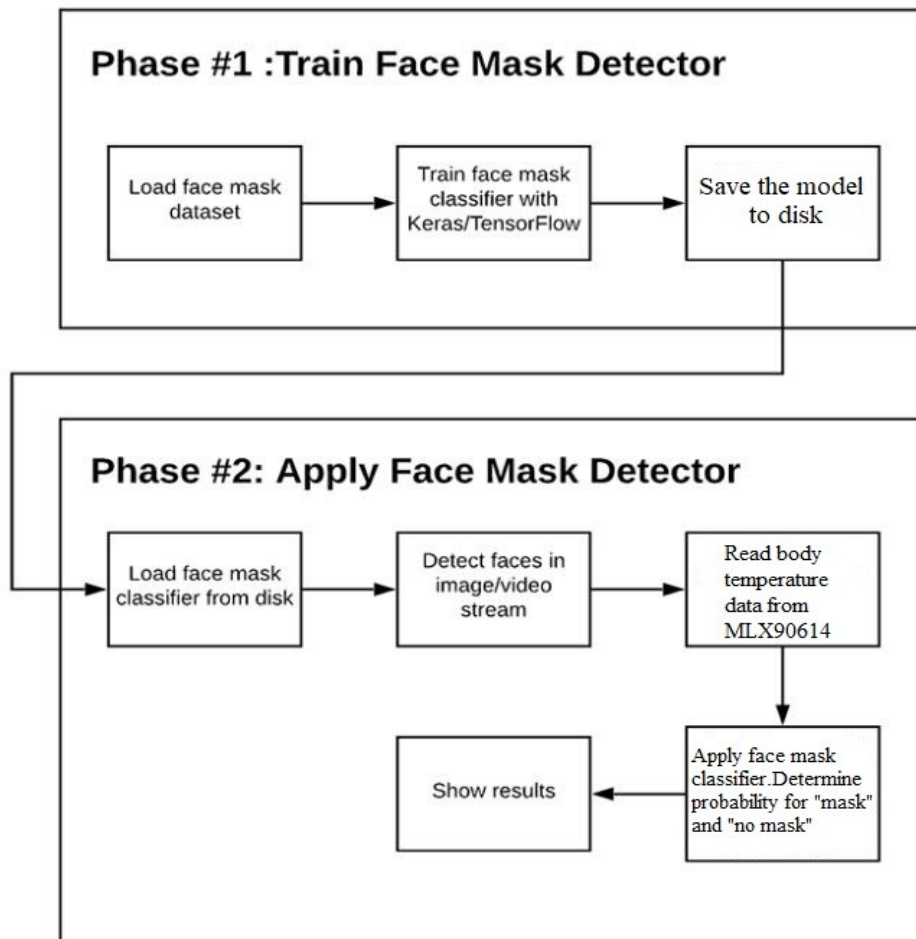 Phase #1 :Train Face Mask Detector
Load face mask
dataset
Train face mask
classifier with
Keras/TensorFlow
Save the model
to disk
Phase #2: Apply Face Mask Detector
Load face mask
classifier from disk
Detect faces in
image/video
stream
Read body
temperature
data from
MLX90614
Apply face mask
classifier.Determine
probability for "mask"
and "no mask"
Show results